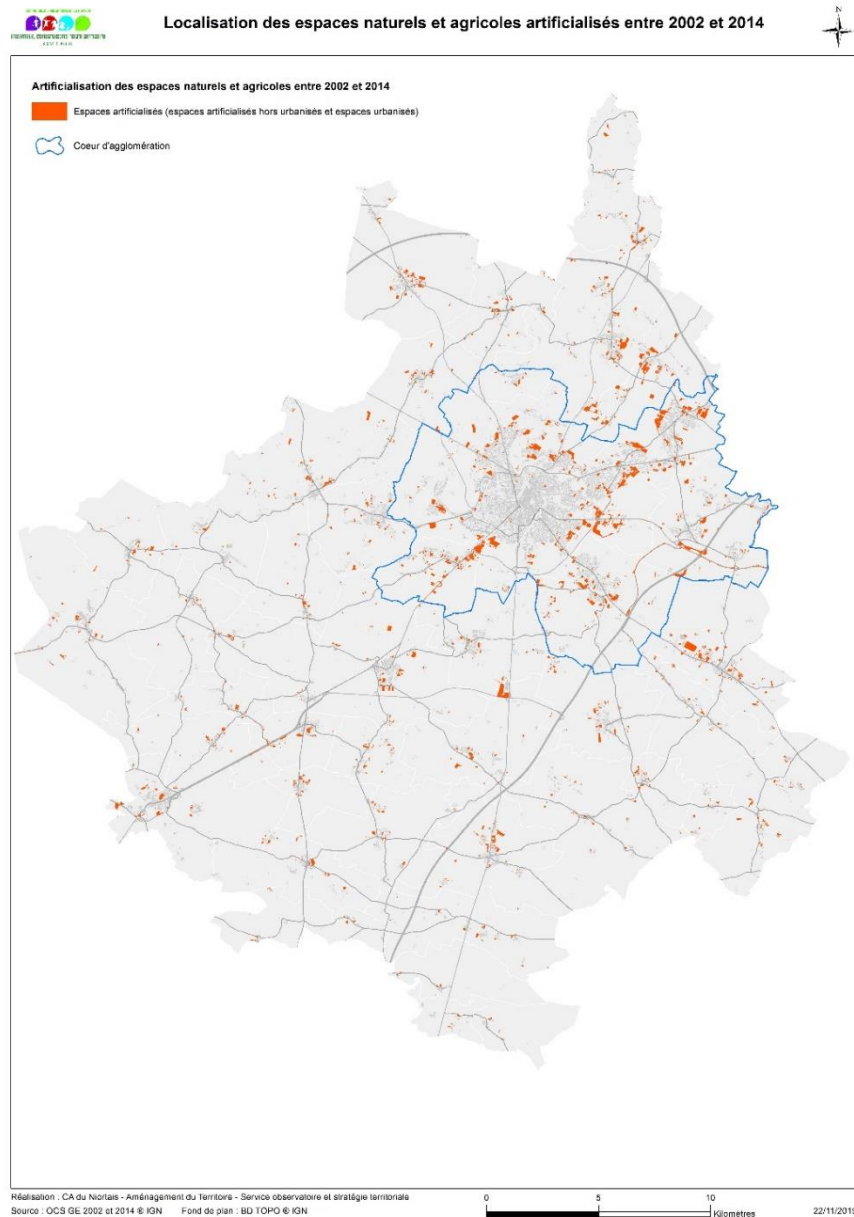 Localisation des espaces naturels et agricoles artificialisés entre 2002 et 2014
N
Artificialisation des espaces naturels et agricoles entre 2002 et 2014
Espaces artificialisés (espaces artificialisés hors urbanisés et espaces urbanisés)
Coeur d'agglomération
Réalisation : CA du Niortais - Aménagement du Territoire - Service observatoire et stratégie territoriale
Source : OCS GE 2002 et 2014 © IGN Fond de plan : BD TOPO © IGN
0 5 10
Kilomètres
22/11/2019